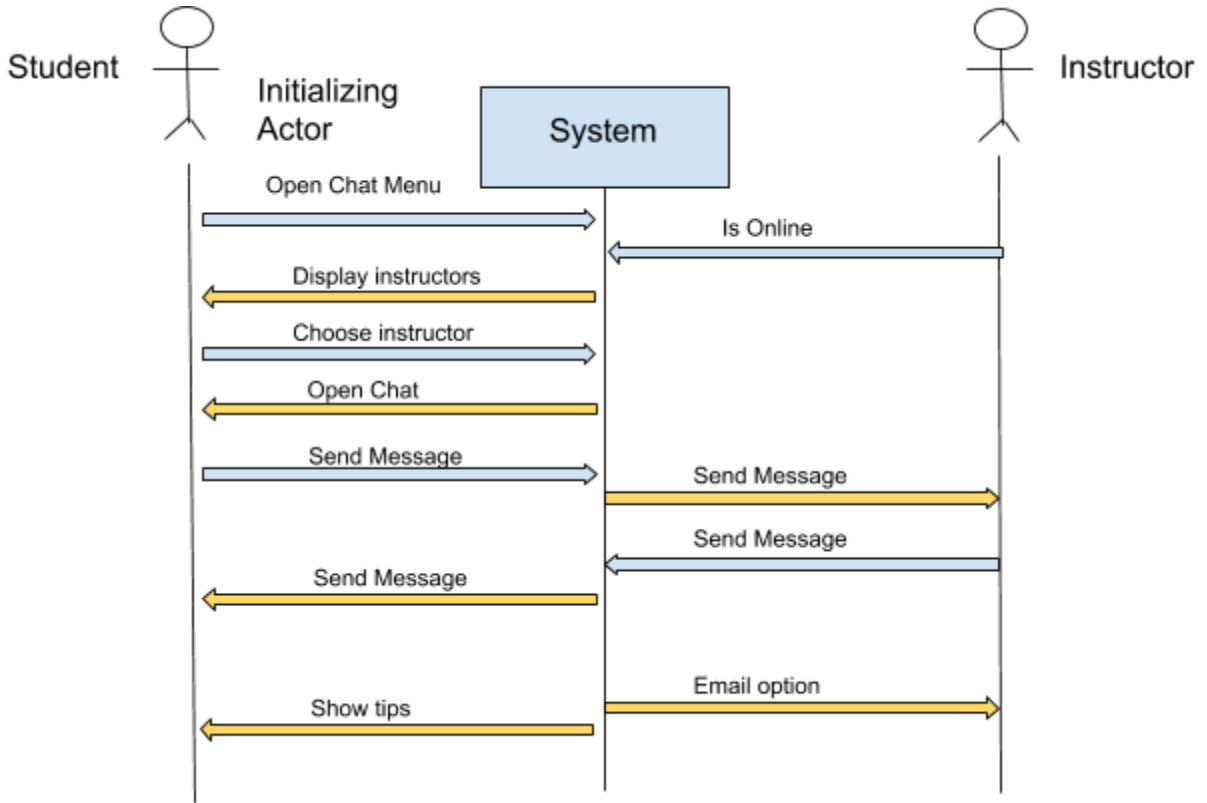 Student
Initializing
Actor
System
Instructor
Open Chat Menu
Is Online
Display instructors
Choose instructor
Open Chat
Send Message
Send Message
Send Message
Send Message
Email option
Show tips